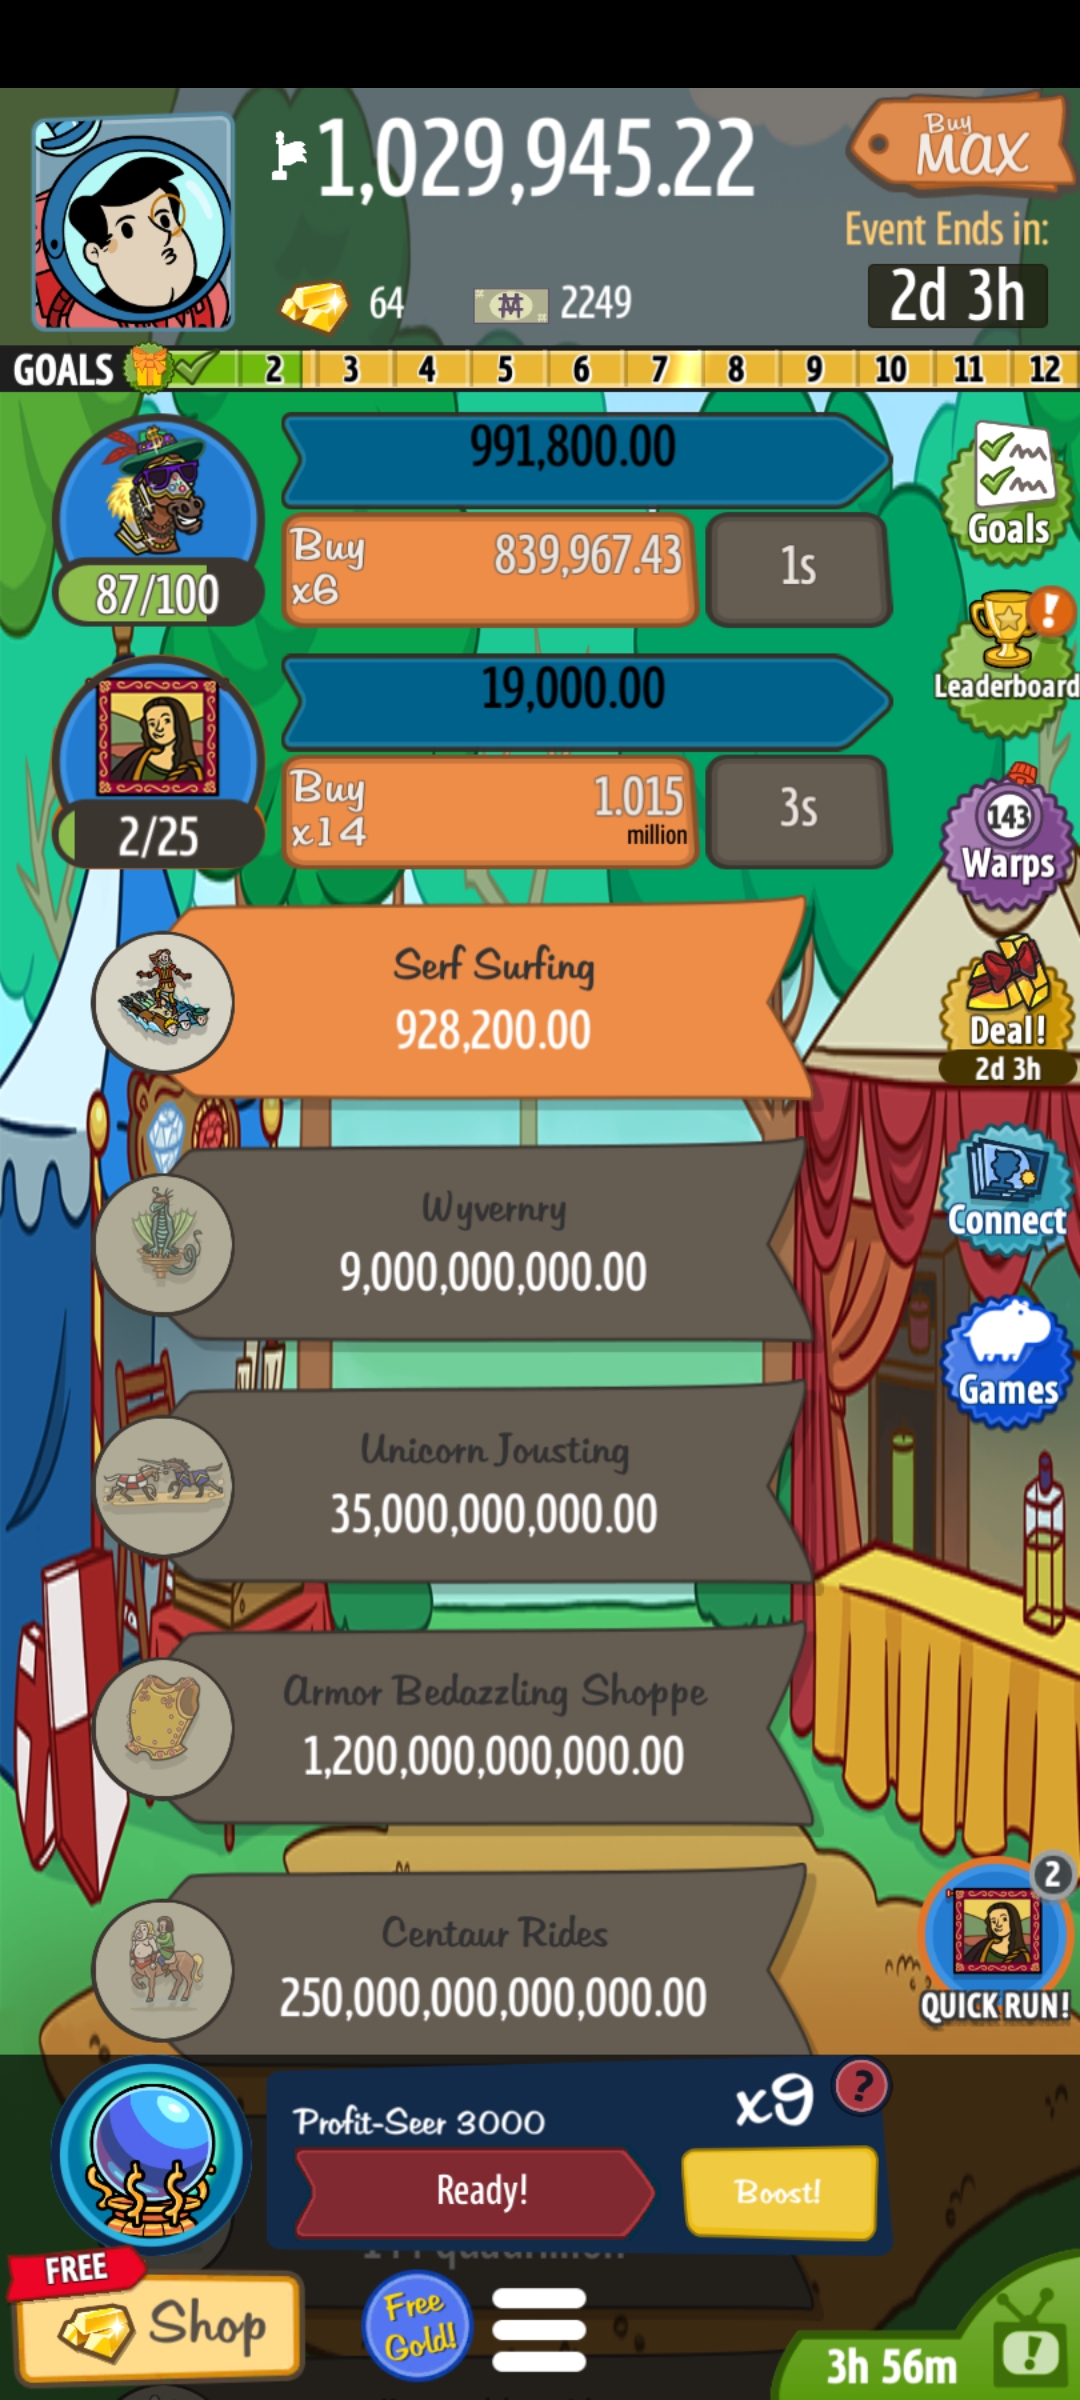 1,029,945.22
Buy
MAX
Event Ends in:
2d 3h
64
2249
GOALS 2 3 4 5 6 7 8 9 10 11 12
991,800.00
Buy
x6
839,967.43
1s
87/100
Goals
19,000.00
Buy
x14
1.015
million
3s
2/25
Leaderboard
143
Warps
Serf Surfing
928,200.00
Deal!
2d 3h
Wyvernry
9,000,000,000.00
Connect
Unicorn Jousting
35,000,000,000.00
Games
Armor Bedazzling Shoppe
1,200,000,000,000.00
Centaur Rides
250,000,000,000,000.00
2
QUICK RUN!
Profit-Seer 3000
x9
?
Ready!
Boost!
FREE
Shop
Free
Gold!
3h 56m